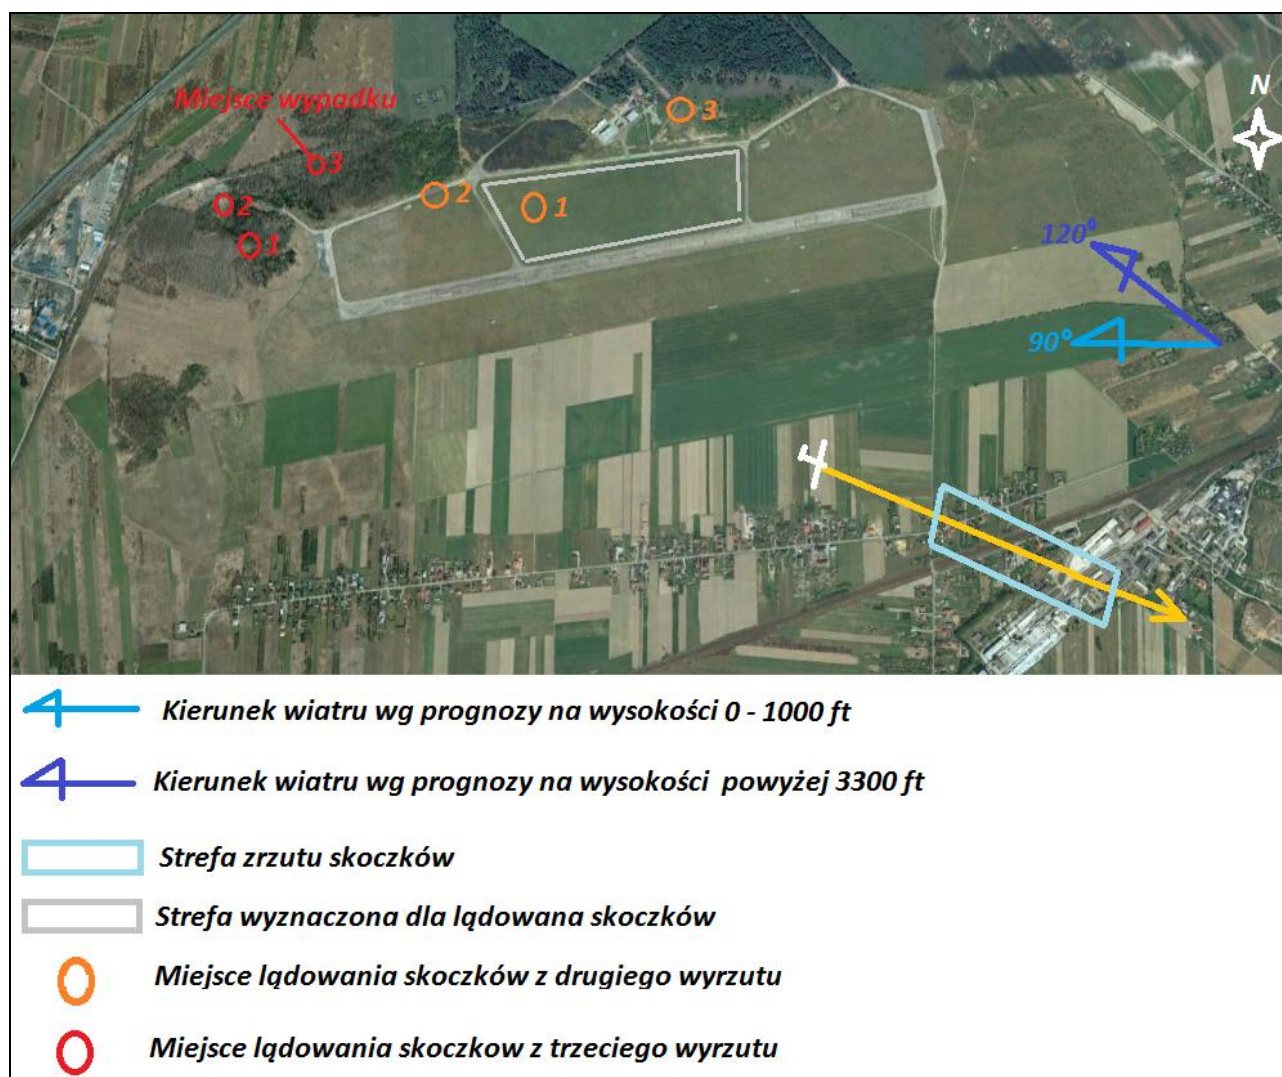 N
Miejsce wypadku
3
3
2
2
1
1
120°
90°
Kierunek wiatru wg prognozy na wysokości 0 - 1000 ft
Kierunek wiatru wg prognozy na wysokości powyżej 3300 ft
Strefa zrzutu skoczków
Strefa wyznaczona dla lądowana skoczków
Miejsce lądowania skoczków z drugiego wyrzutu
Miejsce lądowania skoczkow z trzeciego wyrzutu